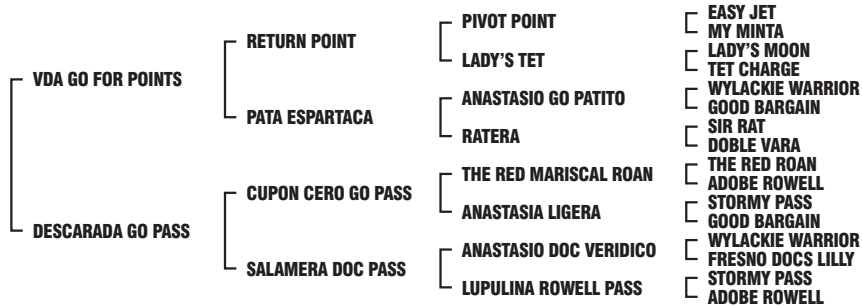 VDA GO FOR POINTS
DESCARADA GO PASS
RETURN POINT
PATA ESPARTACA
CUPON CERO GO PASS
SALAMERA DOC PASS
PIVOT POINT
LADY'S TET
ANASTASIO GO PATITO
RATERA
THE RED MARISCAL ROAN
ANASTASIA LIGERA
ANASTASIO DOC VERIDICO
LUPULINA ROWELL PASS
EASY JET
MY MINTA
LADY'S MOON
TET CHARGE
WYLACKIE WARRIOR
GOOD BARGAIN
SIR RAT
DOBLE VARA
THE RED ROAN
ADOBE ROWELL
STORMY PASS
GOOD BARGAIN
WYLACKIE WARRIOR
FRESNO DOCS LILLY
STORMY PASS
ADOBE ROWELL